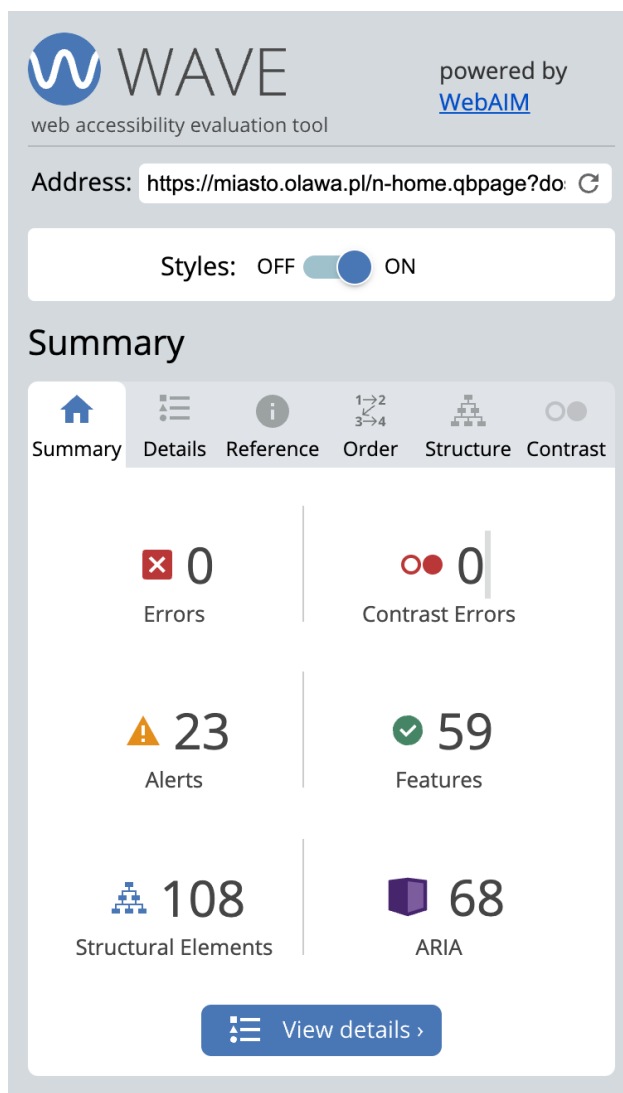 WAVE
powered by
WebAIM
web accessibility evaluation tool
Address: https://miasto.olawa.pl/n-home.qbpage?do
Styles: OFF ON
Summary
1→2
3→4
Summary Details Reference Order Structure Contrast
0 0
Errors Contrast Errors
23 59
Alerts Features
108 68
Structural Elements ARIA
View details ›